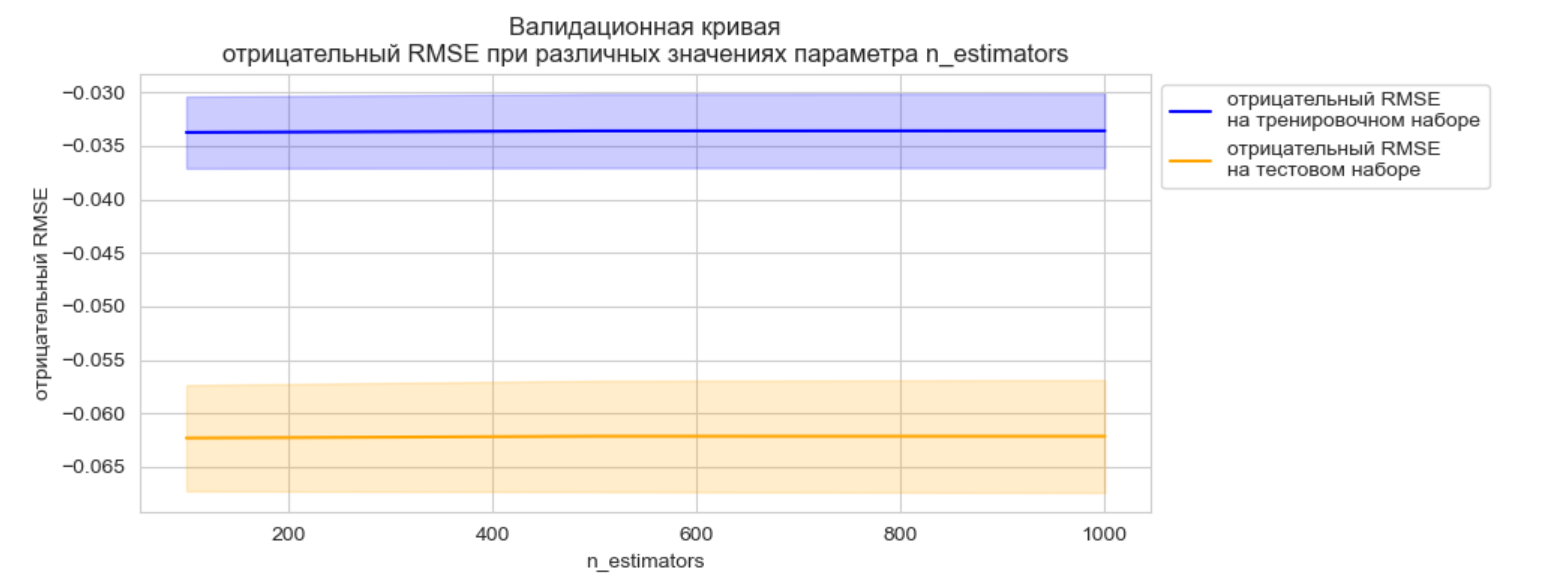 Валидационная кривая
отрицательный RMSE при различных значениях параметра n_estimators
−0.030
−0.035
−0.040
−0.045
−0.050
−0.055
−0.060
−0.065
отрицательный RMSE
200
400
600
800
1000
n_estimators
отрицательный RMSE
на тренировочном наборе
отрицательный RMSE
на тестовом наборе